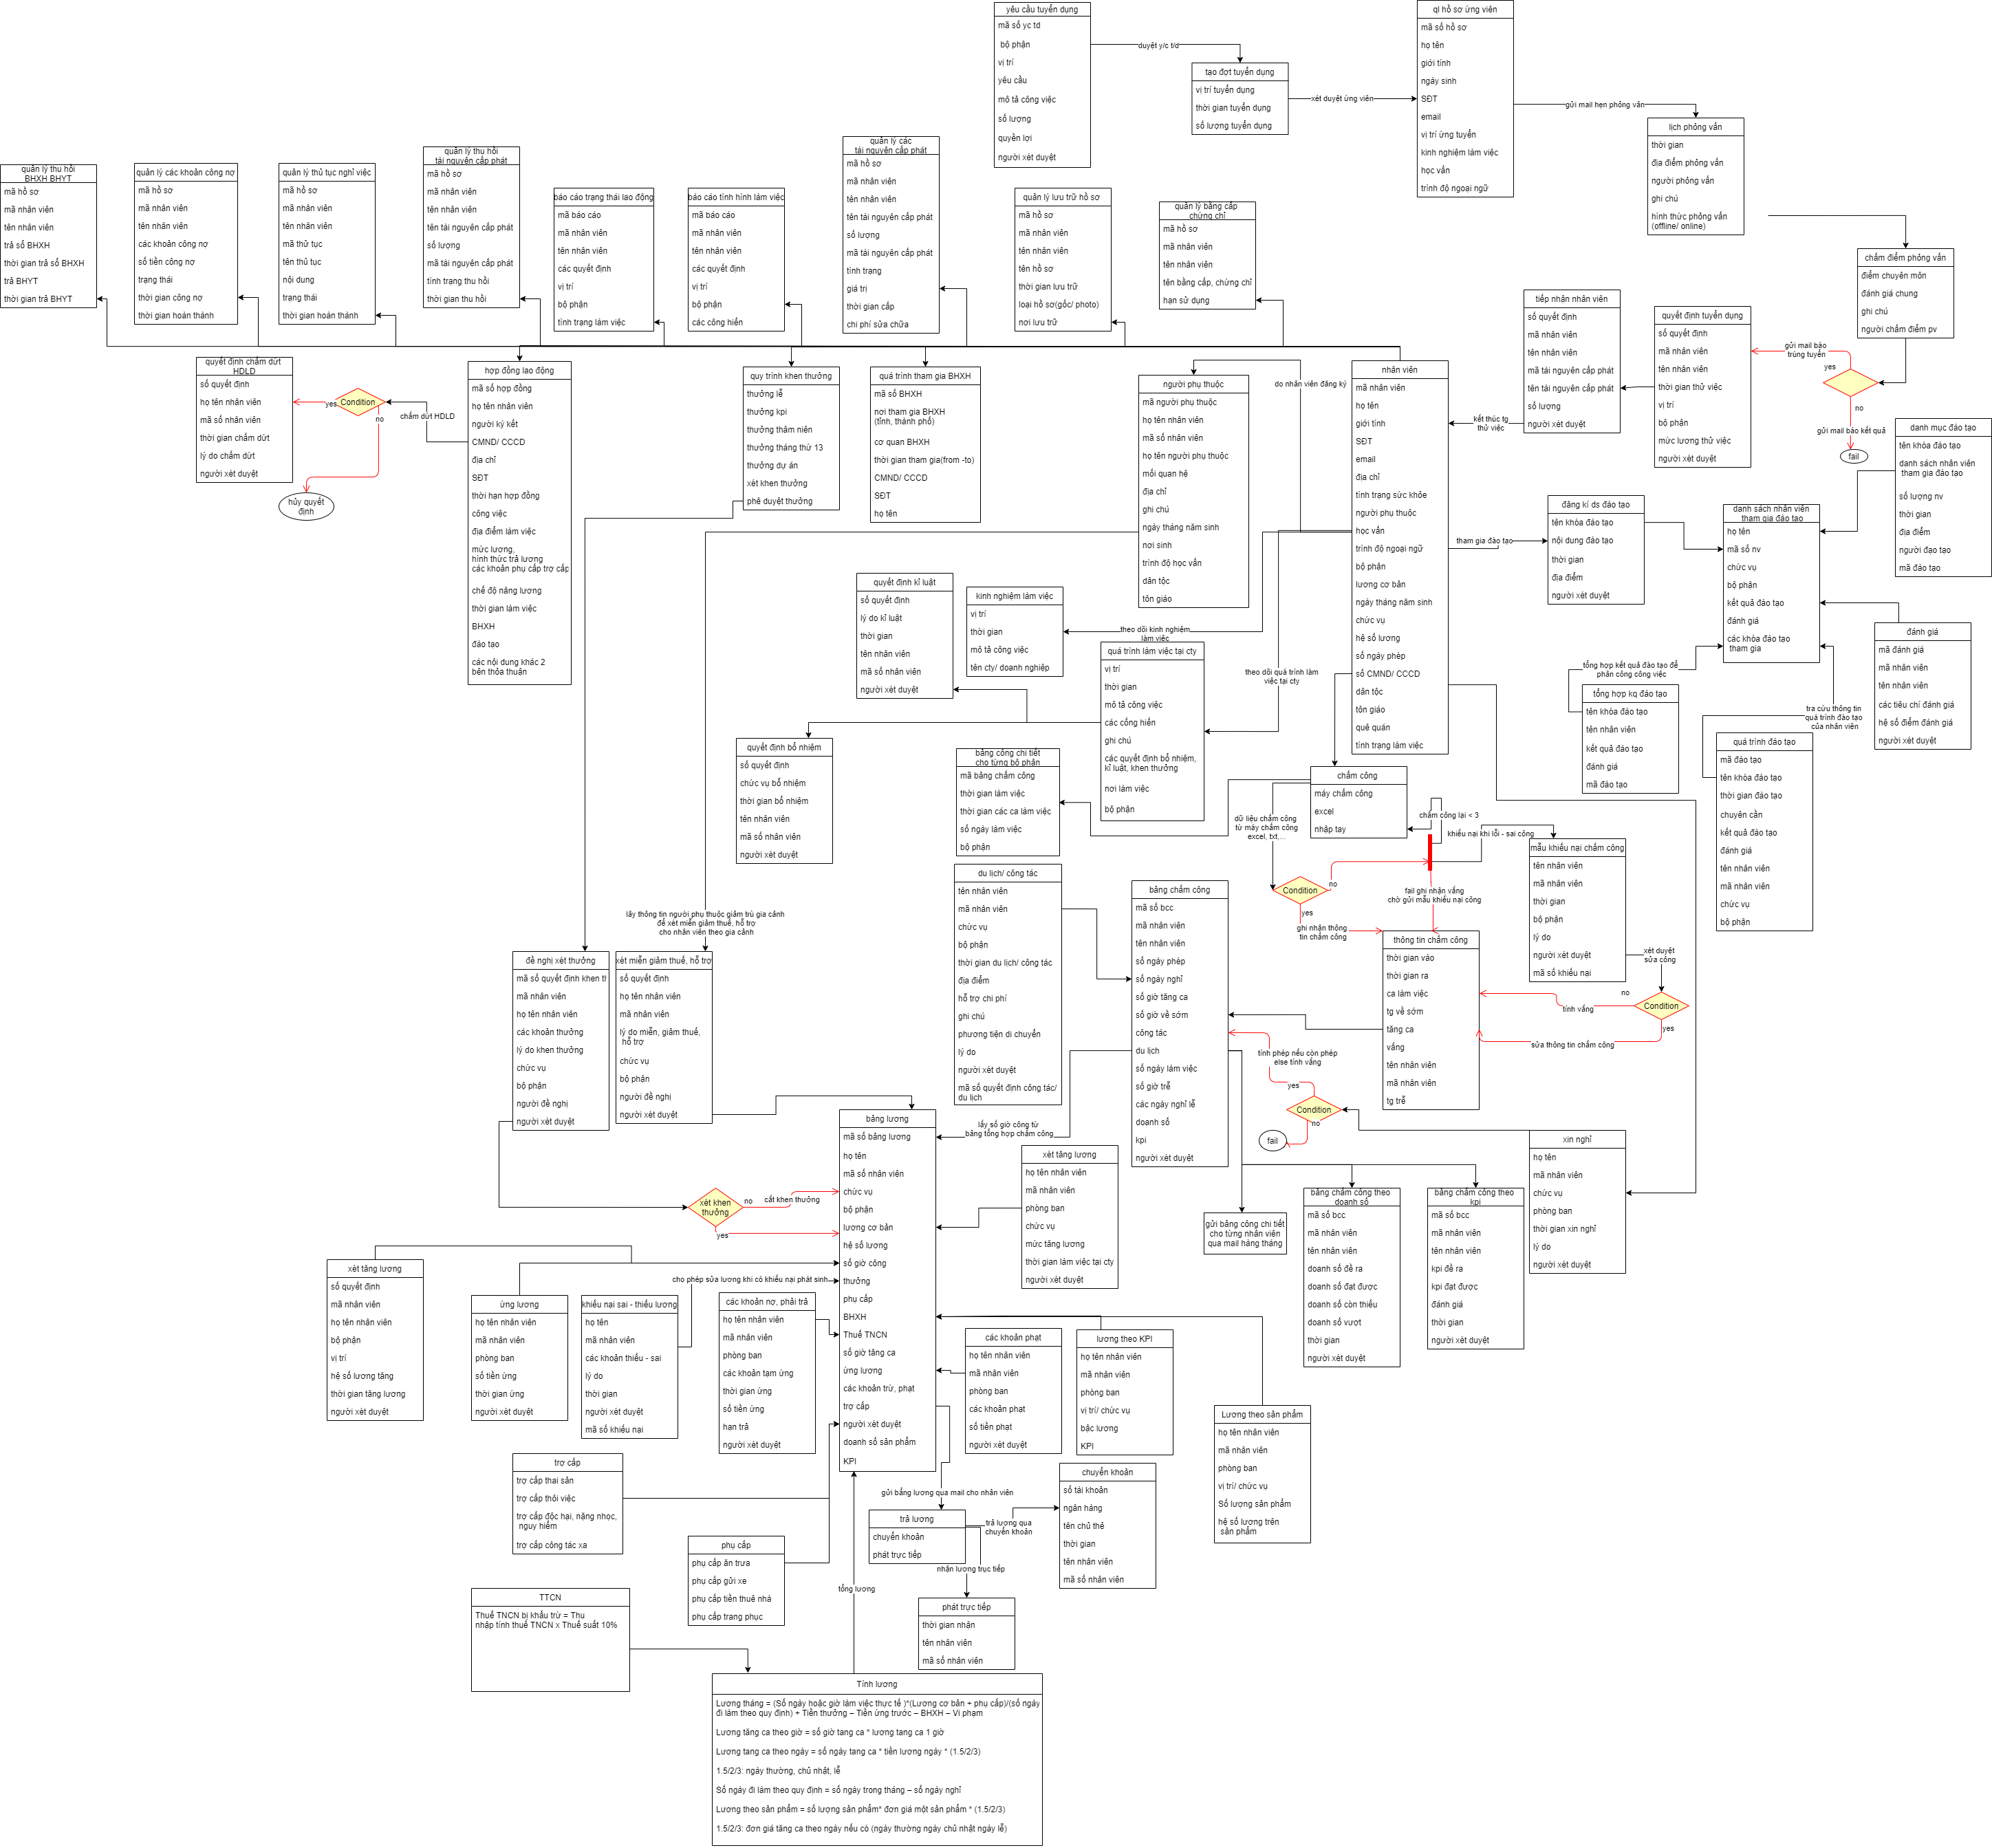 yêu cầu tuyển dụng
mã số yc td
bộ phận
vị trí
yêu cầu
mô tả công việc
số lượng
quyền lợi
người xét duyệt
duyệt y/c t/d
tạo đợt tuyển dụng
vị trí tuyển dụng
thời gian tuyển dụng
số lượng tuyển dụng
xét duyệt ứng viên
ql hồ sơ ứng viên
mã số hồ sơ
họ tên
giới tính
ngáy sinh
SĐT
email
vị trí ứng tuyển
kinh nghiệm làm việc
học vấn
trình độ ngoại ngữ
gửi mail hẹn phỏng vấn
lịch phỏng vấn
thời gian
địa điểm phỏng vấn
người phỏng vấn
ghi chú
hình thức phỏng vấn
(offline/ online)
chấm điểm phỏng vấn
điểm chuyên môn
đánh giá chung
ghi chú
người chấm điểm pv
quản lý thu hồi
BHXH BHYT
mã hồ sơ
mã nhân viên
tên nhân viên
trả sổ BHXH
thời gian trả sổ BHXH
trả BHYT
thời gian trả BHYT
quản lý các khoản công nợ
mã hồ sơ
mã nhân viên
tên nhân viên
các khoản công nợ
số tiền công nợ
trạng thái
thời gian công nợ
thời gian hoàn thành
quản lý thủ tục nghỉ việc
mã hồ sơ
mã nhân viên
tên nhân viên
mã thử tục
tên thủ tục
nội dung
trạng thái
thời gian hoàn thành
quản lý thu hồi
tài nguyên cấp phát
mã hồ sơ
mã nhân viên
tên nhân viên
tên tài nguyên cấp phát
số lượng
mã tài nguyên cấp phát
tình trạng thu hồi
thời gian thu hồi
báo cáo trạng thái lao động
mã báo cáo
mã nhân viên
tên nhân viên
các quyết định
vị trí
bộ phận
tình trạng làm việc
báo cáo tình hình làm việc
mã báo cáo
mã nhân viên
tên nhân viên
các quyết định
vị trí
bộ phận
các công hiến
quản lý các
tài nguyên cấp phát
mã hồ sơ
mã nhân viên
tên nhân viên
tên tài nguyên cấp phát
số lượng
mã tài nguyên cấp phát
tình trạng
giá trị
thời gian cấp
chi phí sửa chữa
quản lý lưu trữ hồ sơ
mã hồ sơ
mã nhân viên
tên nhân viên
tên hồ sơ
thời gian lưu trữ
loại hồ sơ(gốc/ photo)
nơi lưu trữ
quản lý bằng cấp
chứng chỉ
mã hồ sơ
mã nhân viên
tên nhân viên
tên bằng cấp, chứng chỉ
hạn sử dụng
tiếp nhận nhân viên
số quyết định
mã nhân viên
tên nhân viên
mã tài nguyên cấp phát
tên tài nguyên cấp phát
số lượng
người xét duyệt
quyết định tuyển dụng
số quyết định
mã nhân viên
tên nhân viên
thời gian thử việc
vị trí
bộ phận
mức lương thử việc
người xét duyệt
gửi mail báo
trúng tuyển
yes
no
gửi mail báo kết quả
fail
kết thúc tg
thử việc
quyết định chấm dứt
HDLD
số quyết định
họ tên nhân viên
mã số nhân viên
thời gian chấm dứt
lý do chấm dứt
người xét duyệt
Condition
yes
no
hủy quyết
định
chấm dứt HDLD
hợp đồng lao động
mã số hợp đồng
họ tên nhân viên
người ký kết
CMND/ CCCD
địa chỉ
SĐT
thời hạn hợp đồng
công việc
địa điểm làm việc
mức lương,
hình thức trả lương
các khoản phụ cấp trợ cấp
chế độ nâng lương
thời gian làm việc
BHXH
đào tạo
các nội dung khác 2
bên thỏa thuận
quy trình khen thưởng
thưởng lễ
thưởng kpi
thưởng thâm niên
thưởng tháng thứ 13
thưởng dự án
xét khen thưởng
phê duyệt thưởng
quá trình tham gia BHXH
mã số BHXH
nơi tham gia BHXH
(tỉnh, thành phố)
cơ quan BHXH
thời gian tham gia(from -to)
CMND/ CCCD
SĐT
họ tên
người phụ thuộc
mã người phụ thuộc
họ tên nhân viên
mã số nhân viên
họ tên người phụ thuộc
mối quan hệ
địa chỉ
ghi chú
ngày tháng năm sinh
nơi sinh
trình độ học vấn
dân tộc
tôn giáo
do nhân viên đăng ký
nhân viên
mã nhân viên
họ tên
giới tính
SĐT
email
địa chỉ
tình trạng sức khỏe
người phụ thuộc
học vấn
trình độ ngoại ngữ
bộ phận
lương cơ bản
ngày tháng năm sinh
chức vụ
hệ số lương
số ngày phép
số CMND/ CCCD
dân tộc
tôn giáo
quê quán
tình trạng làm việc
tham gia đào tạo
đăng kí ds đào tạo
tên khóa đào tạo
nội dung đào tạo
thời gian
địa điểm
người xét duyệt
danh sách nhân viên
tham gia đào tạo
họ tên
mã số nv
chức vụ
bộ phận
kết quả đào tạo
đánh giá
các khóa đào tạo
tham gia
danh mục đào tạo
tên khóa đào tạo
danh sách nhân viên
tham gia đào tạo
số lượng nv
thời gian
địa điểm
người đạo tạo
mã đào tạo
đánh giá
mã đánh giá
mã nhân viên
tên nhân viên
các tiêu chí đánh giá
hệ số điểm đánh giá
người xét duyệt
tổng hợp kết quả đào tạo để
phân công công việc
tổng hợp kq đào tạo
tên khóa đào tạo
tên nhân viên
kết quả đào tạo
đánh giá
mã đào tạo
tra cứu thông tin
quá trình đào tạo
của nhân viên
quá trình đào tạo
mã đào tạo
tên khóa đào tạo
thời gian đào tạo
chuyên cần
kết quả đào tạo
đánh giá
tên nhân viên
mã nhân viên
chức vụ
bộ phận
quyết định kỉ luật
số quyết định
lý do kỉ luật
thời gian
tên nhân viên
mã số nhân viên
người xét duyệt
kinh nghiệm làm việc
vị trí
thời gian
mô tả công việc
tên cty/ doanh nghiệp
theo dõi kinh nghiệm
làm việc
quá trình làm việc tại cty
vị trí
thời gian
mô tả công việc
các cống hiến
ghi chú
các quyết định bổ nhiệm,
kỉ luật, khen thưởng
nơi làm việc
bộ phận
theo dõi quá trình làm
việc tại cty
quyết định bổ nhiệm
số quyết định
chức vụ bổ nhiệm
thời gian bổ nhiệm
tên nhân viên
mã số nhân viên
người xét duyệt
bảng công chi tiết
cho từng bộ phận
mã bảng chấm công
thời gian làm việc
thời gian các ca làm việc
số ngày làm việc
bộ phận
chấm công
máy chấm công
excel
nhập tay
dữ liệu chấm công
từ máy chấm công
excel, txt,...
chấm công lại < 3
khiếu nại khi lỗi - sai công
Condition
no
yes
ghi nhận thông
tin chấm công
fail ghi nhận vắng
chờ gửi mẫu khiếu nại công
mẫu khiếu nại chấm công
tên nhân viên
mã nhân viên
thời gian
bộ phận
lý do
người xét duyệt
mã số khiếu nại
xét duyệt
sửa công
Condition
no
yes
tính vắng
sửa thông tin chấm công
thông tin chấm công
thời gian vào
thời gian ra
ca làm việc
tg về sớm
tăng ca
vắng
tên nhân viên
mã nhân viên
tg trễ
du lịch/ công tác
tên nhân viên
mã nhân viên
chức vụ
bộ phận
thời gian du lịch/ công tác
địa điểm
hỗ trợ chi phí
ghi chú
phương tiện di chuyển
lý do
người xét duyệt
mã số quyết định công tác/
du lịch
bảng chấm công
mã số bcc
mã nhân viên
tên nhân viên
số ngày phép
số ngày nghỉ
số giờ tăng ca
số giờ về sớm
công tác
du lịch
số ngày làm việc
số giờ trễ
các ngày nghỉ lễ
doanh số
kpi
người xét duyệt
tính phép nếu còn phép
else tính vắng
yes
Condition
no
fail
xin nghỉ
họ tên
mã nhân viên
chức vụ
phòng ban
thời gian xin nghỉ
lý do
người xét duyệt
lấy thông tin người phụ thuộc giảm trù gia cảnh
để xét miễn giảm thuế, hỗ trợ
cho nhân viên theo gia cảnh
đề nghị xét thưởng
mã số quyết định khen th
mã nhân viên
họ tên nhân viên
các khoản thưởng
lý do khen thưởng
chức vụ
bộ phận
người đề nghị
người xét duyệt
xét miễn giảm thuế, hỗ trợ
số quyết định
họ tên nhân viên
mã nhân viên
lý do miễn, giảm thuế,
hỗ trợ
chức vụ
bộ phận
người đề nghị
người xét duyệt
bảng lương
mã số bảng lương
họ tên
mã số nhân viên
chức vụ
bộ phận
lương cơ bản
hệ số lương
số giờ công
thưởng
phụ cấp
BHXH
Thuế TNCN
số giờ tăng ca
ứng lương
các khoản trừ, phạt
trợ cấp
người xét duyệt
doanh số sản phẩm
KPI
lấy số giờ công từ
bảng tổng hợp chấm công
xét khen
thưởng
no
cắt khen thưởng
yes
xét tăng lương
họ tên nhân viên
mã nhân viên
phòng ban
chức vụ
mức tăng lương
thời gian làm việc tại cty
người xét duyệt
gửi bảng công chi tiết
cho từng nhân viên
qua mail hàng tháng
bảng chấm công theo
doanh số
mã số bcc
mã nhân viên
tên nhân viên
doanh số đề ra
doanh số đạt được
doanh số còn thiếu
doanh số vượt
thời gian
người xét duyệt
bảng chấm công theo
kpi
mã số bcc
mã nhân viên
tên nhân viên
kpi đề ra
kpi đạt được
đánh giá
thời gian
người xét duyệt
xét tăng lương
số quyết định
mã nhân viên
họ tên nhân viên
bộ phận
vị trí
hệ số lương tăng
thời gian tăng lương
người xét duyệt
ứng lương
họ tên nhân viên
mã nhân viên
phòng ban
số tiền ứng
thời gian ứng
người xét duyệt
cho phép sửa lương khi có khiếu nại phát sinh
khiếu nại sai - thiếu lương
họ tên
mã nhân viên
các khoản thiếu - sai
lý do
thời gian
người xét duyệt
mã số khiếu nại
các khoản nợ, phải trả
họ tên nhân viên
mã nhân viên
phòng ban
các khoản tạm ứng
thời gian ứng
số tiền ứng
hạn trả
người xét duyệt
các khoản phạt
họ tên nhân viên
mã nhân viên
phòng ban
các khoản phạt
số tiền phạt
người xét duyệt
lương theo KPI
họ tên nhân viên
mã nhân viên
phòng ban
vị trí/ chức vụ
bậc lương
KPI
Lương theo sản phẩm
họ tên nhân viên
mã nhân viên
phòng ban
vị trí/ chức vụ
Số lượng sản phẩm
hệ số lương trên
sản phẩm
trợ cấp
trợ cấp thai sản
trợ cấp thôi việc
trợ cấp độc hại, nặng nhọc,
nguy hiểm
trợ cấp công tác xa
phụ cấp
phụ cấp ăn trưa
phụ cấp gửi xe
phụ cấp tiền thuê nhà
phụ cấp trang phục
gửi bảng lương qua mail cho nhân viên
trả lương
chuyển khoản
phát trực tiếp
trả lương qua
chuyển khoản
nhận lương trực tiếp
chuyển khoản
số tài khoản
ngân hàng
tên chủ thẻ
thời gian
tên nhân viên
mã số nhân viên
phát trực tiếp
thời gian nhận
tên nhân viên
mã số nhân viên
tổng lương
TTCN
Thuế TNCN bị khấu trừ = Thu
nhập tính thuế TNCN x Thuế suất 10%
Tính lương
Lương tháng = (Số ngày hoặc giờ làm việc thực tế )*(Lương cơ bản + phụ cấp)/(số ngày
đi làm theo quy định) + Tiền thưởng – Tiền ứng trước – BHXH – Vi phạm
Lương tăng ca theo giờ = số giờ tang ca * lương tang ca 1 giờ
Lương tang ca theo ngày = số ngày tang ca * tiền lương ngày * (1.5/2/3)
1.5/2/3: ngày thường, chủ nhật, lễ
Số ngày đi làm theo quy định = số ngày trong tháng – số ngày nghỉ
Lương theo sản phẩm = số lượng sản phẩm* đơn giá một sản phẩm * (1.5/2/3)
1.5/2/3: đơn giá tăng ca theo ngày nếu có (ngày thường ngày chủ nhật ngày lễ)